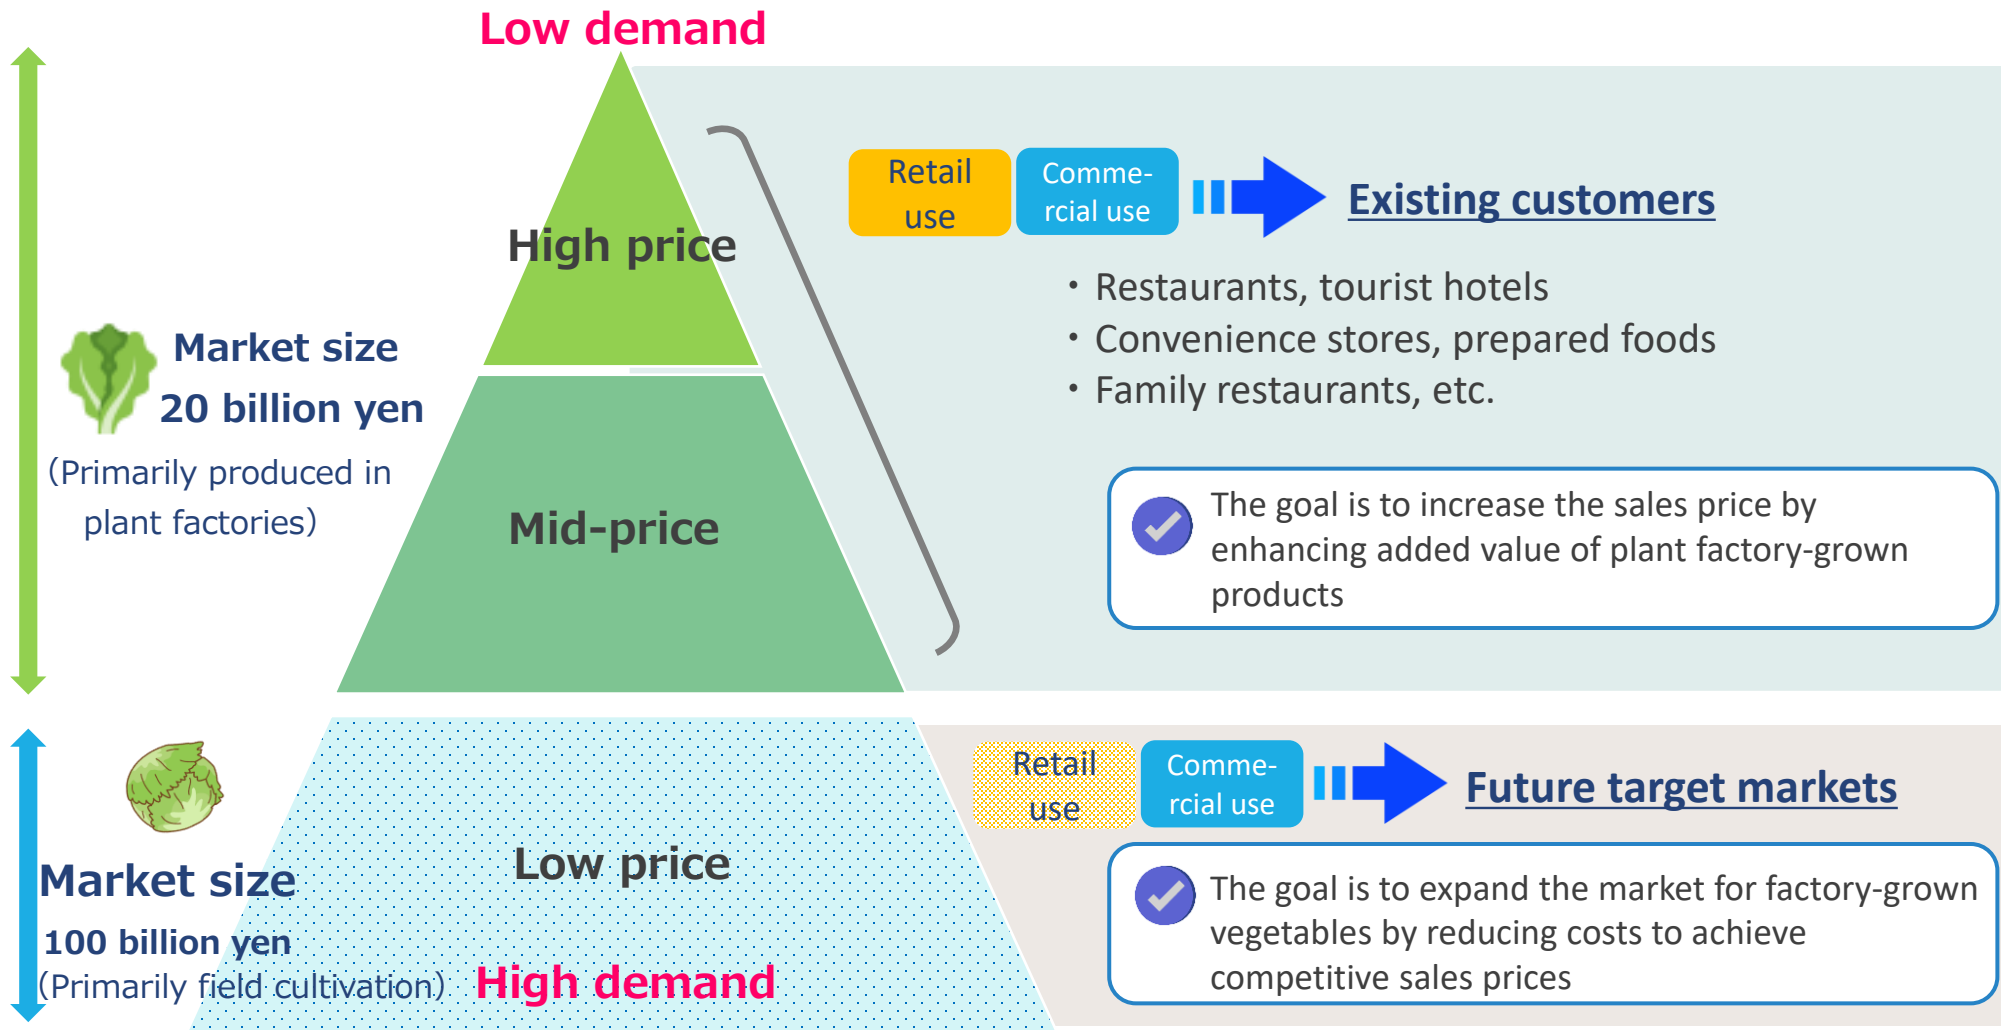 Low demand
High price
Mid-price
Market size
20 billion yen
（Primarily produced in
plant factories）
Retail
use
Comme-
rcial use
Existing customers
・Restaurants, tourist hotels
・Convenience stores, prepared foods
・Family restaurants, etc.
The goal is to increase the sales price by
enhancing added value of plant factory-grown
products
Market size
100 billion yen
（Primarily field cultivation）
Low price
High demand
Retail
use
Comme-
rcial use
Future target markets
The goal is to expand the market for factory-grown
vegetables by reducing costs to achieve
competitive sales prices